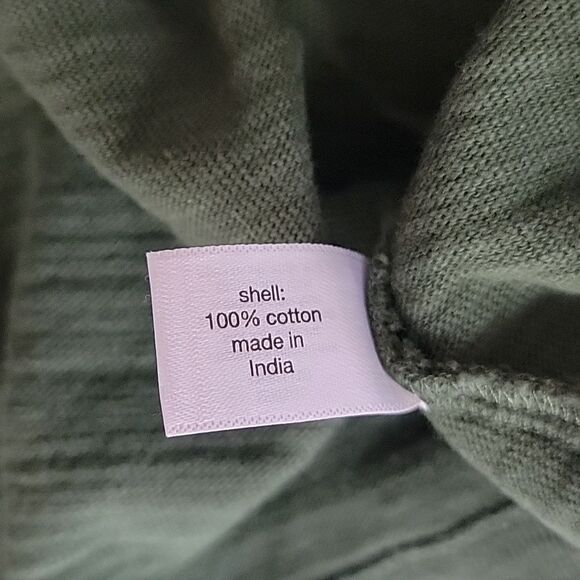 shell:
100% cotton
made in
India